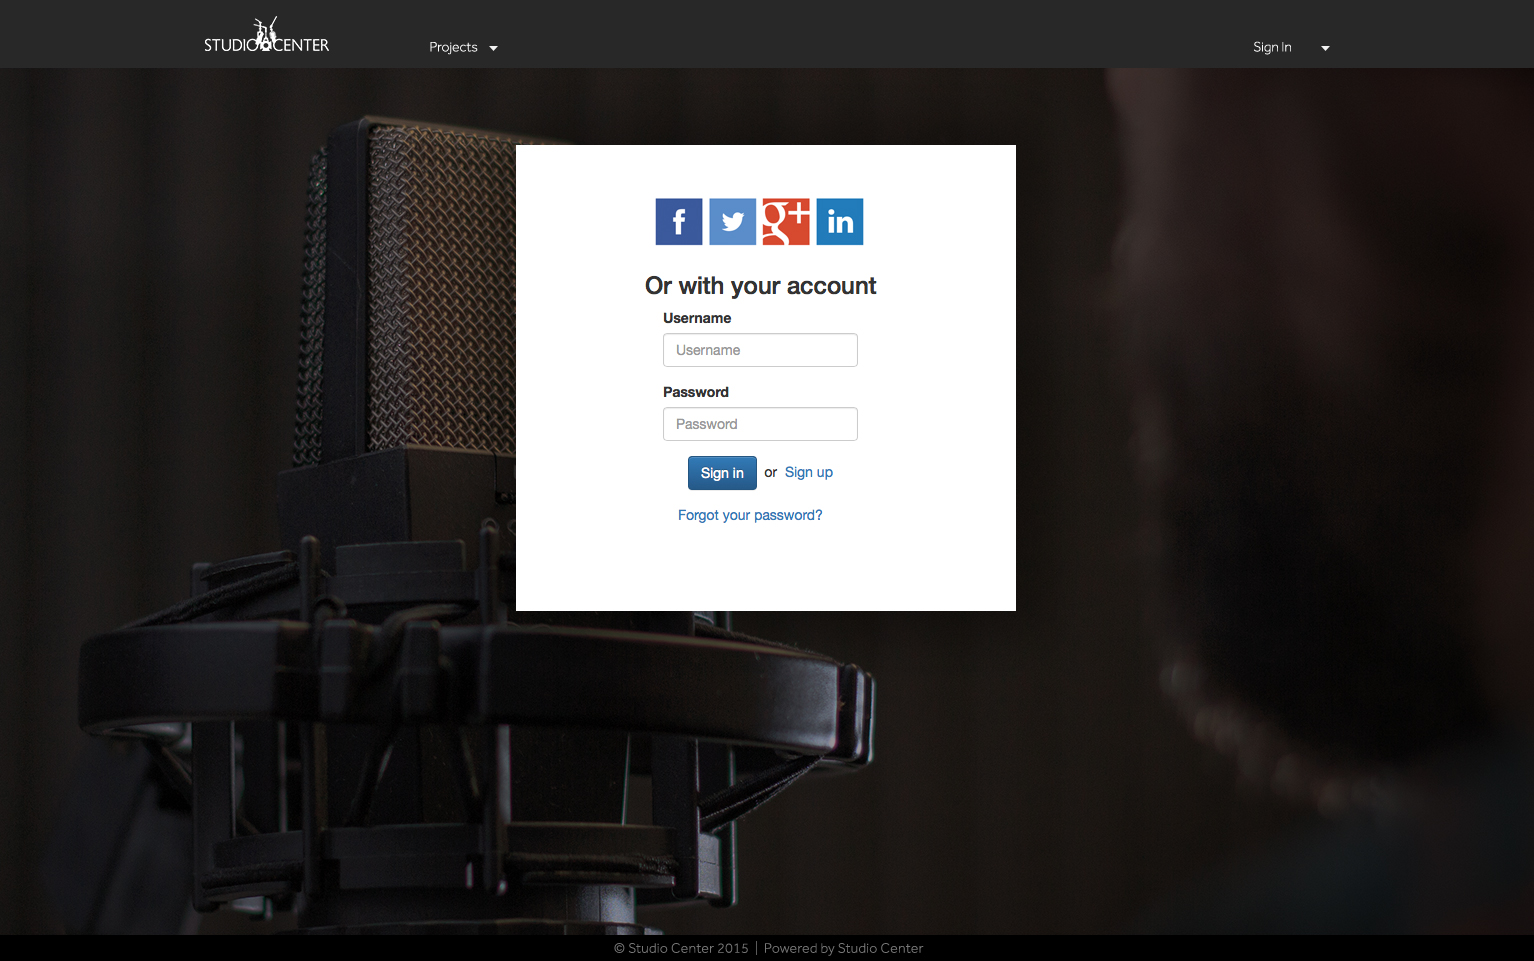 STUDIO CENTER
Projects
Sign In
f
g+
in
Or with your account
Username
Username
Password
Password
Sign in or Sign up
Forgot your password?
© Studio Center 2015 | Powered by Studio Center